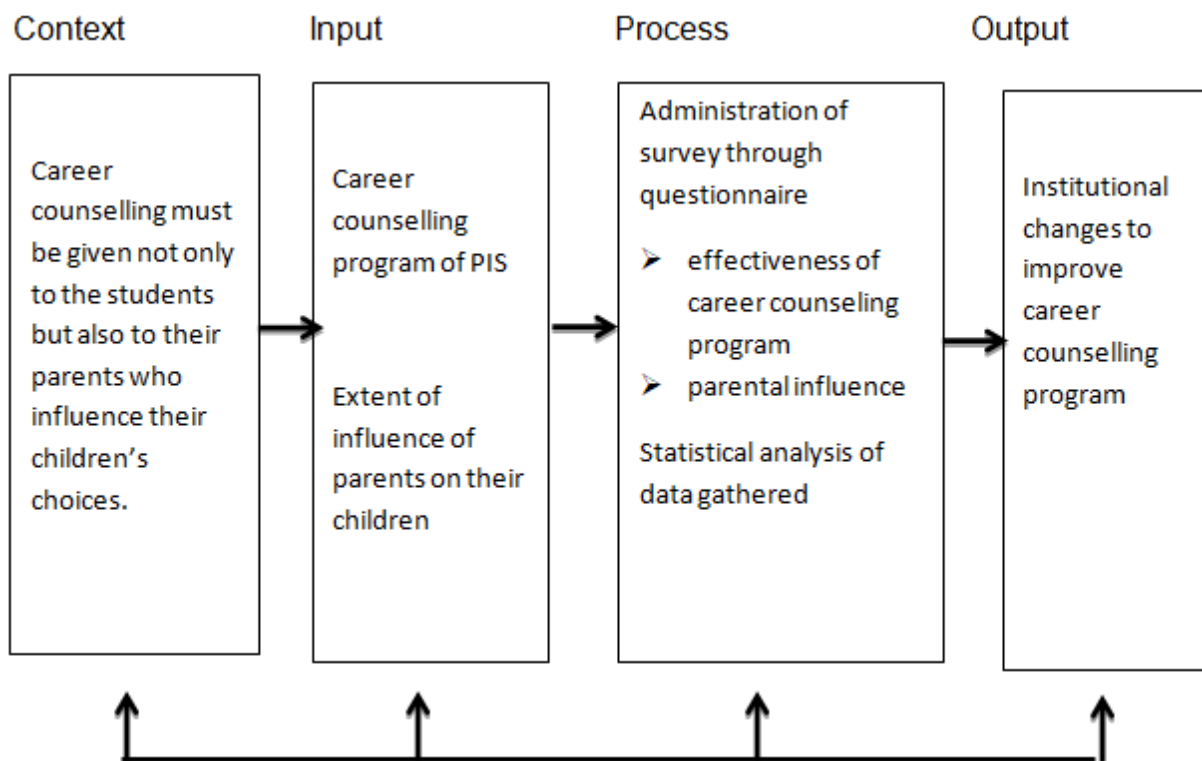 Context
Input
Process
Output
Career
counselling must
be given not only
to the students
but also to their
parents who
influence their
children's
choices.
Career
counselling
program of PIS
Extent of
influence of
parents on their
children
Administration of
survey through
questionnaire
➢ effectiveness of
career counseling
program
➢ parental influence
Statistical analysis of
data gathered
Institutional
changes to
improve
career
counselling
program